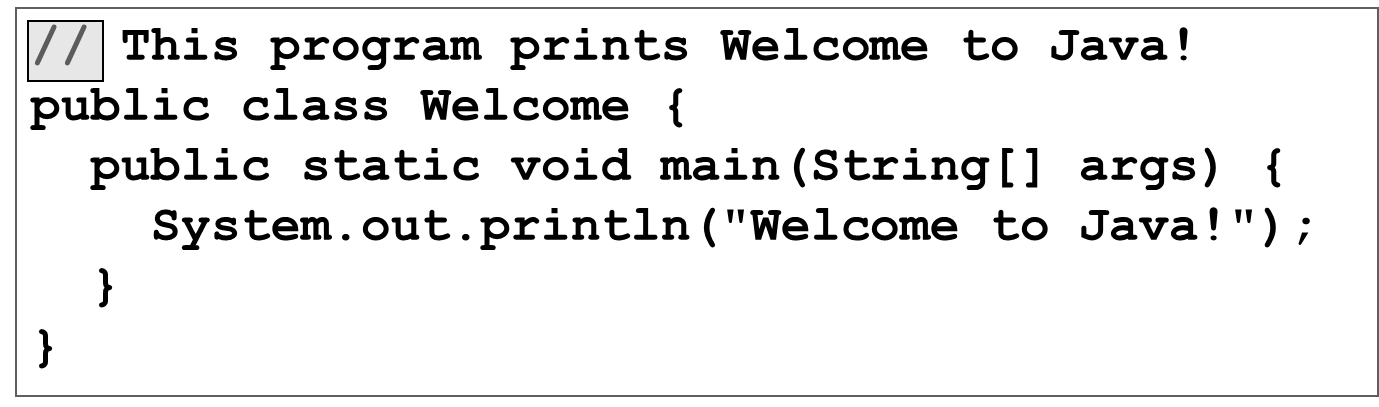 // This program prints Welcome to Java!
public class Welcome {
  public static void main(String[] args) {
    System.out.println("Welcome to Java!");
  }
}